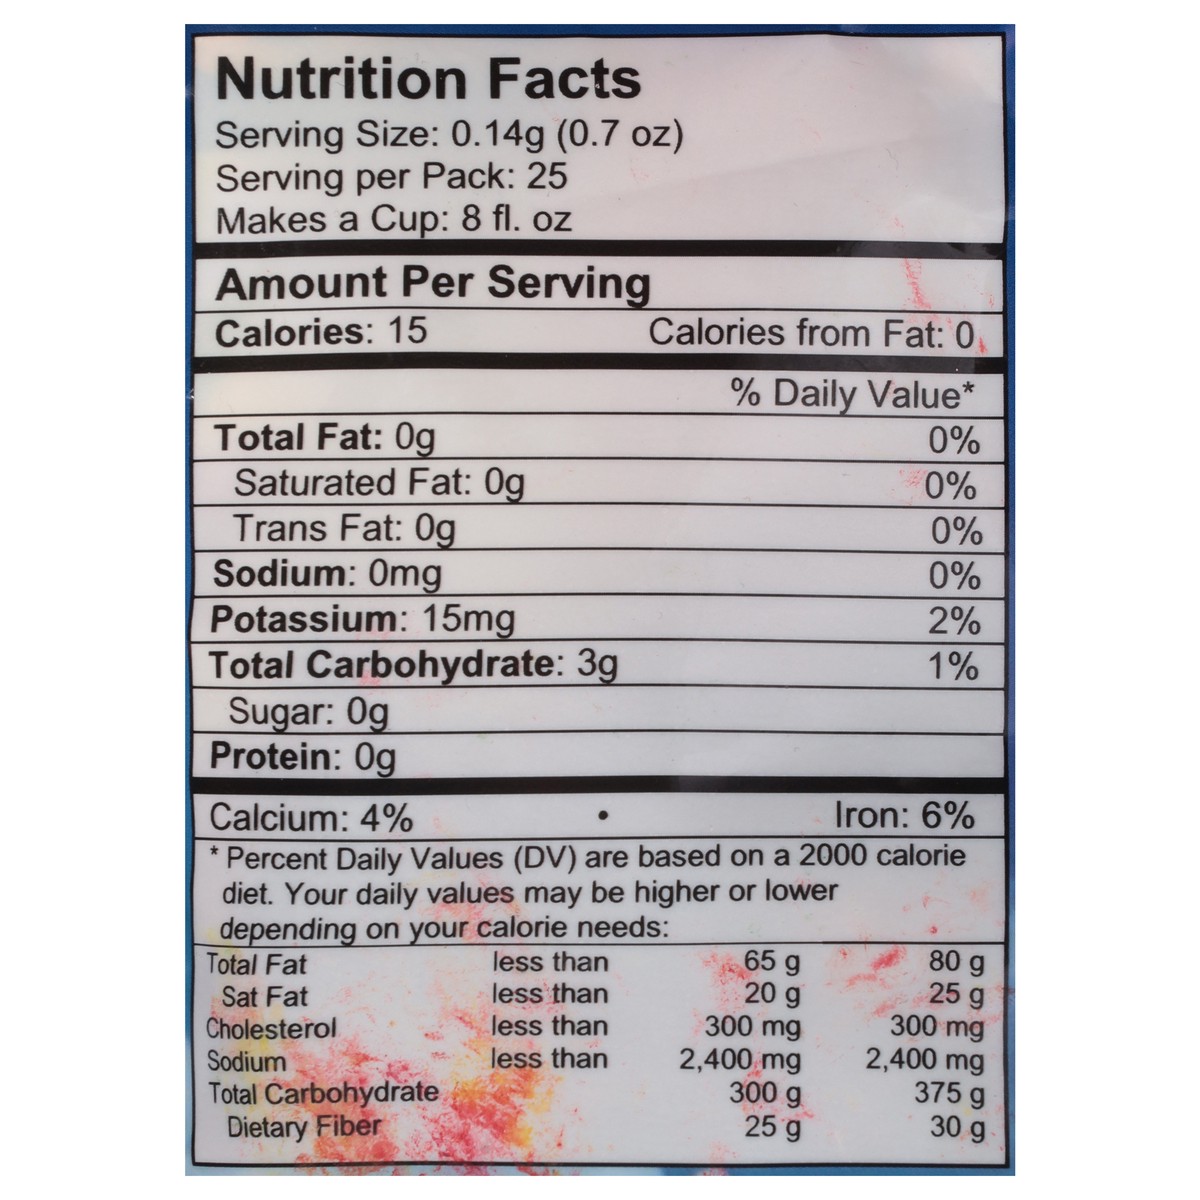 Nutrition Facts
Serving Size: 0.14g (0.7 oz)
Serving per Pack: 25
Makes a Cup: 8 fl. oz
Amount Per Serving
Calories: 15 Calories from Fat: 0
% Daily Value*
Total Fat: 0g 0%
Saturated Fat: 0g 0%
Trans Fat: 0g 0%
Sodium: 0mg 0%
Potassium: 15mg 2%
Total Carbohydrate: 3g 1%
Sugar: 0g
Protein: 0g
Calcium: 4% • Iron: 6%
* Percent Daily Values (DV) are based on a 2000 calorie
diet. Your daily values may be higher or lower
depending on your calorie needs:
Total Fat less than 65 g 80 g
Sat Fat less than 20 g 25 g
Cholesterol less than 300 mg 300 mg
Sodium less than 2,400 mg 2,400 mg
Total Carbohydrate 300 g 375 g
Dietary Fiber 25 g 30 g